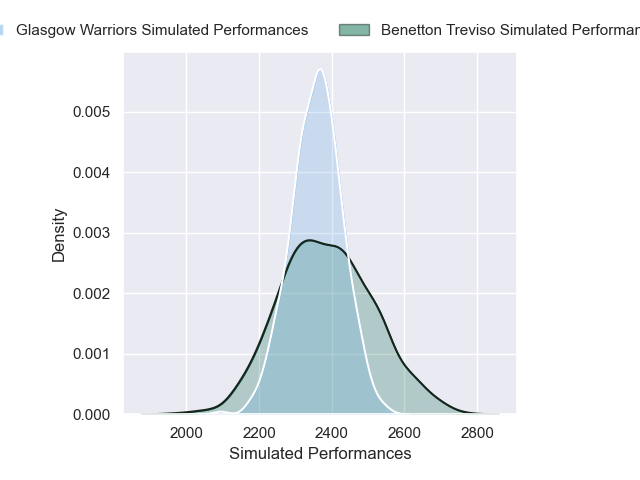 Glasgow Warriors Simulated Performances
Benetton Treviso Simulated
Density
0.005
0.004
0.003
0.002
0.001
0.000
2000 2200 2400 2600 2800
Simulated Performances